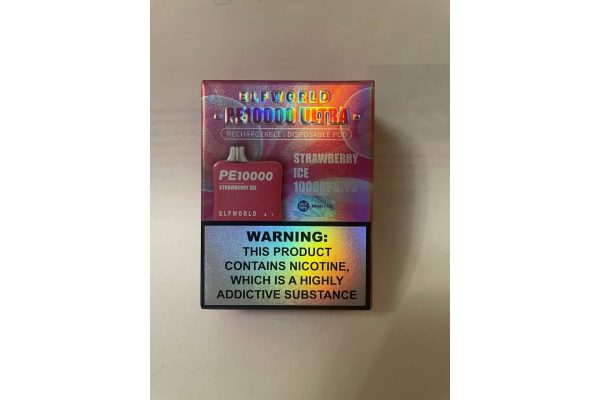 ELFWORLD
PE10000 ULTRA
RECHARGEABLE DISPOSABLE POD
STRAWBERRY
ICE
10000PUFFS
PE10000
STRAWBERRY ICE
ELFWORLD
WARNING:
THIS PRODUCT
CONTAINS NICOTINE,
WHICH IS A HIGHLY
ADDICTIVE SUBSTANCE